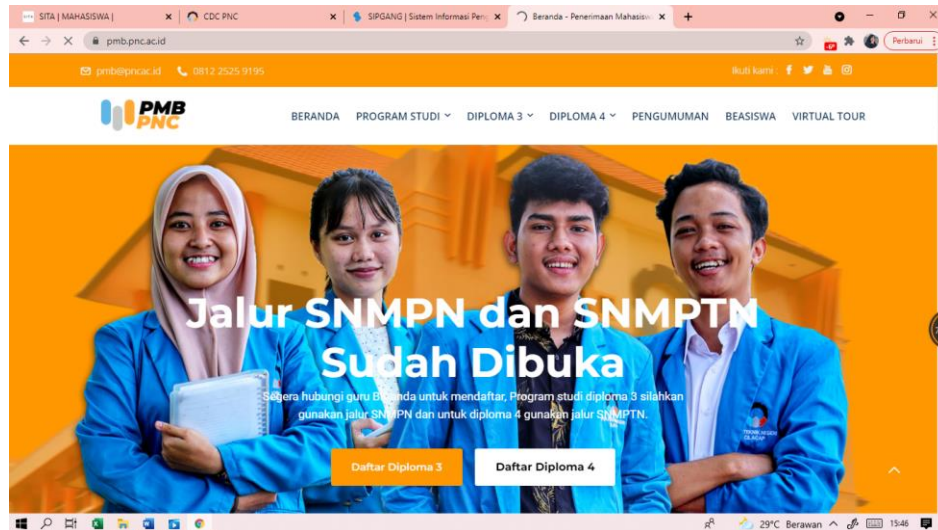 SITA | MAHASISWA |
CDC PNC
SIPGANG | Sistem Informasi Peng
Beranda - Penerimaan Mahasisw
pmb.pnc.ac.id
Perbarui
pmb@pncac.id 0812 2525 9195
Ikuti kami :
PMB
PNC
BERANDA PROGRAM STUDI DIPLOMA 3 DIPLOMA 4 PENGUMUMAN BEASISWA VIRTUAL TOUR
Jalur SNMPN dan SNMPTN
Sudah Dibuka
Segera hubungi guru BK anda untuk mendaftar, Program studi diploma 3 silahkan
gunakan jalur SNMPN dan untuk diploma 4 gunakan jalur SNMPTN.
Daftar Diploma 3
Daftar Diploma 4
29°C Berawan 15:46